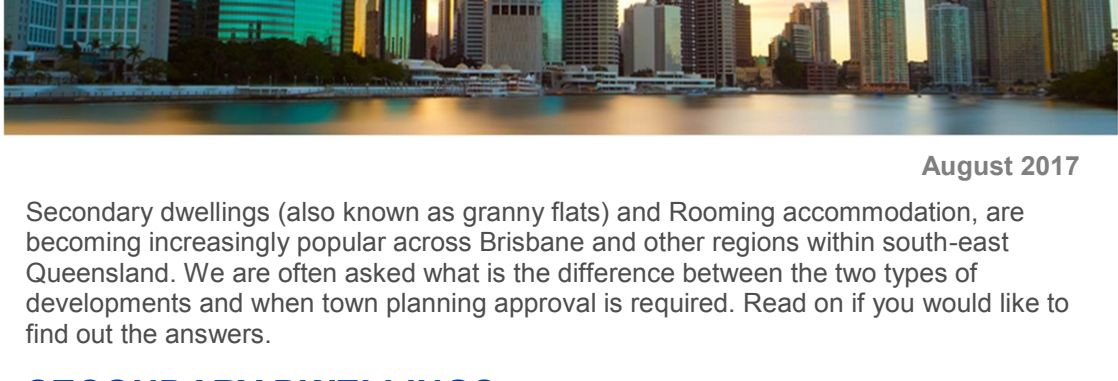 August 2017
Secondary dwellings (also known as granny flats) and Rooming accommodation, are
becoming increasingly popular across Brisbane and other regions within south-east
Queensland. We are often asked what is the difference between the two types of
developments and when town planning approval is required. Read on if you would like to
find out the answers.
SECONDARY DWELLINGS